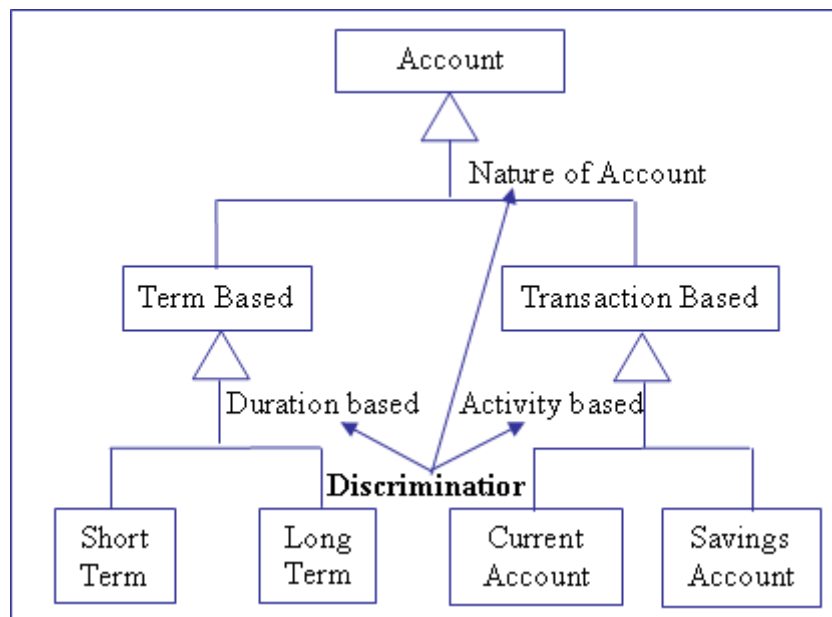 Account
Nature of Account
Term Based
Transaction Based
Duration based
Activity based
Discriminatior
Short
Term
Long
Term
Current
Account
Savings
Account